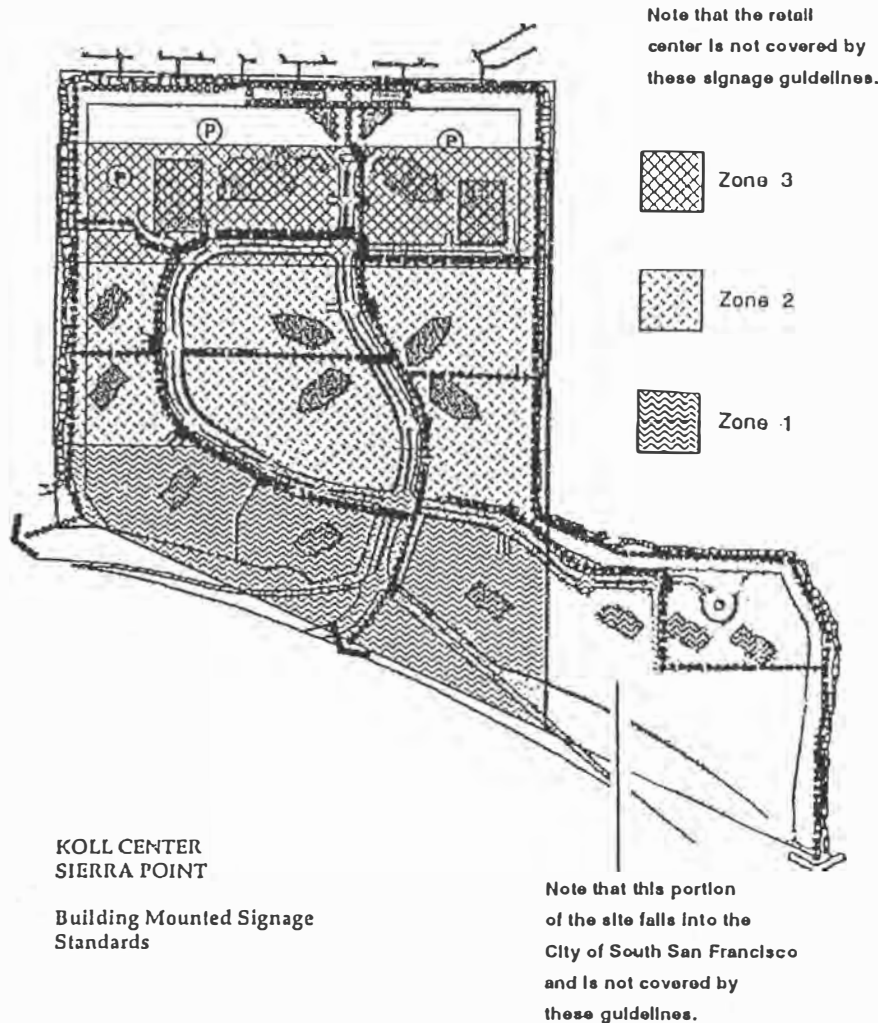 Note that the retail
center is not covered by
these signage guidelines.
P
P
P
Zone 3
Zone 2
Zone 1
KOLL CENTER
SIERRA POINT
Building Mounted Signage
Standards
Note that this portion
of the site falls into the
City of South San Francisco
and is not covered by
these guidelines.